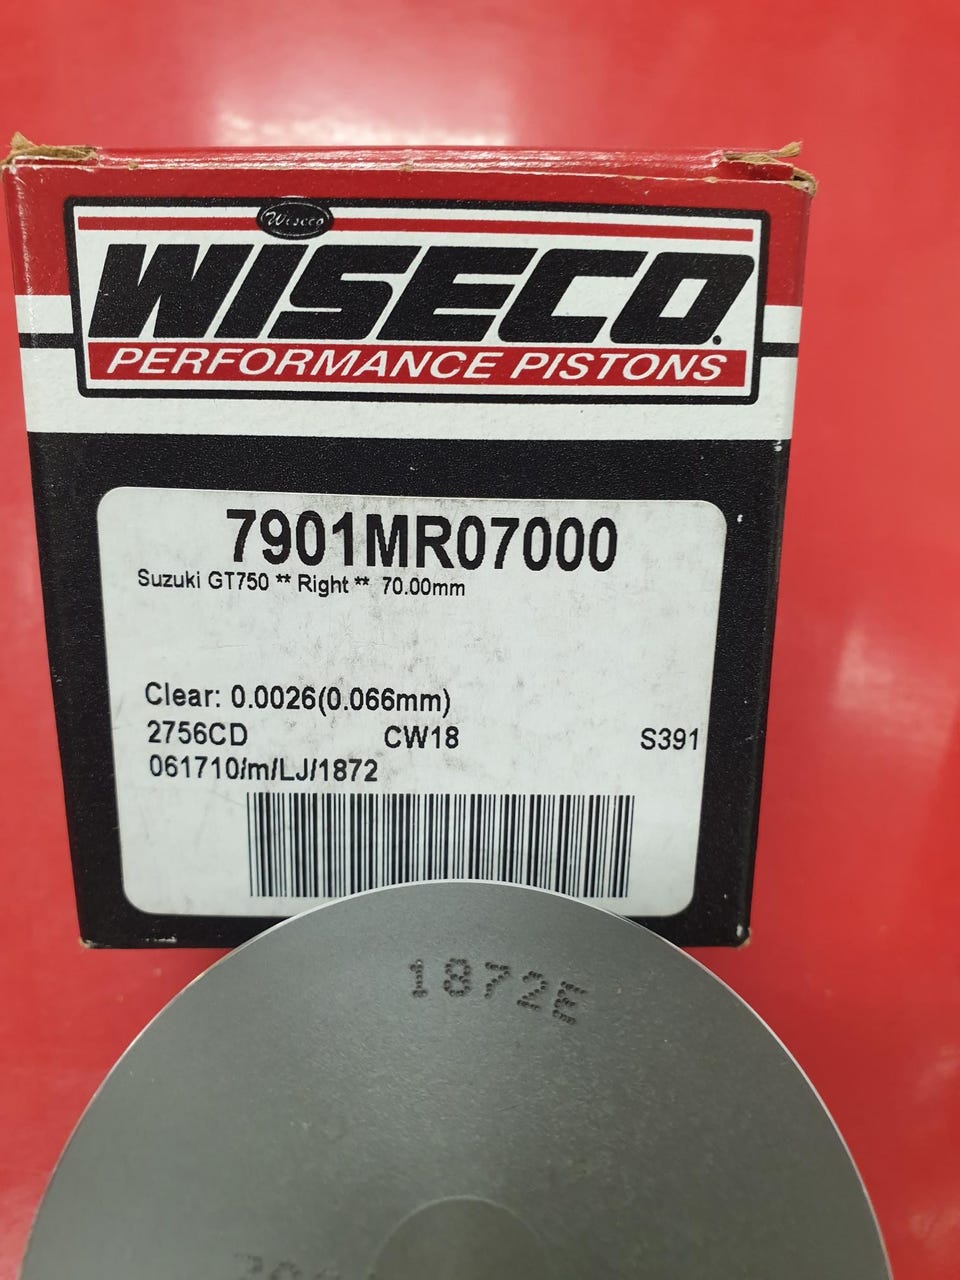 Wiseco
WISECO.
PERFORMANCE PISTONS
7901MR07000
Suzuki GT750 ** Right ** 70.00mm
Clear: 0.0026(0.066mm)
2756CD CW18 S391
061710/m/LJ/1872
1872E